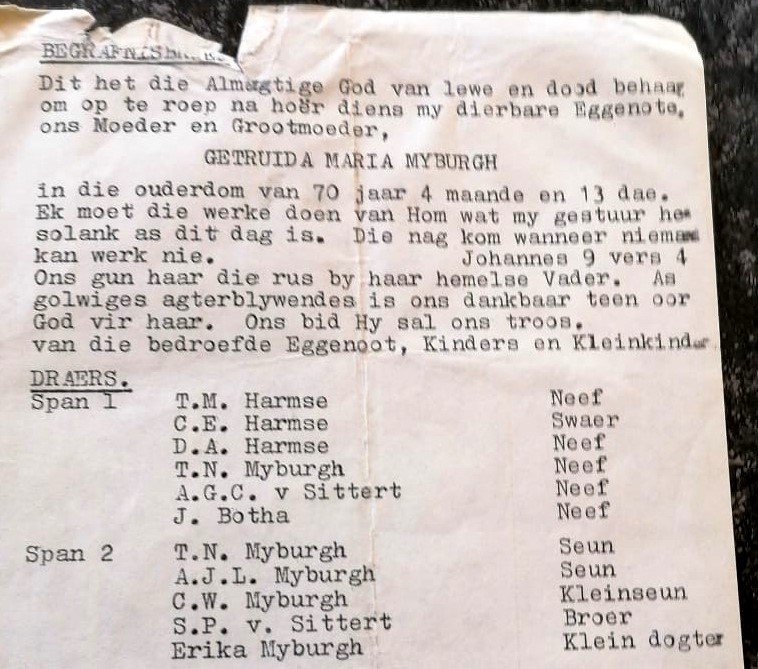 Dit het die Almagtige God van lewe en dood behaag
om op te roep na hoër diens my dierbare Eggenote,
ons Moeder en Grootmoeder,
GETRUIDA MARIA MYBURGH
in die ouderdom van 70 jaar 4 maande en 13 dae.
Ek moet die werke doen van Hom wat my gestuur he
solank as dit dag is. Die nag kom wanneer niemand
kan werk nie. Johannes 9 vers 4
Ons gun haar die rus by haar hemelse Vader. As
golwiges agterblywendes is ons dankbaar teen oor
God vir haar. Ons bid Hy sal ons troos.
van die bedroefde Eggenoot, Kinders en Kleinkinder
DRAERS.
Span 1 T.M. Harmse Neef
C.E. Harmse Swaer
D.A. Harmse Neef
T.N. Myburgh Neef
A.G.C. v Sittert Neef
J. Botha Neef
Span 2 T.N. Myburgh Seun
A.J.L. Myburgh Seun
C.W. Myburgh Kleinseun
S.P. v. Sittert Broer
Erika Myburgh Klein dogter